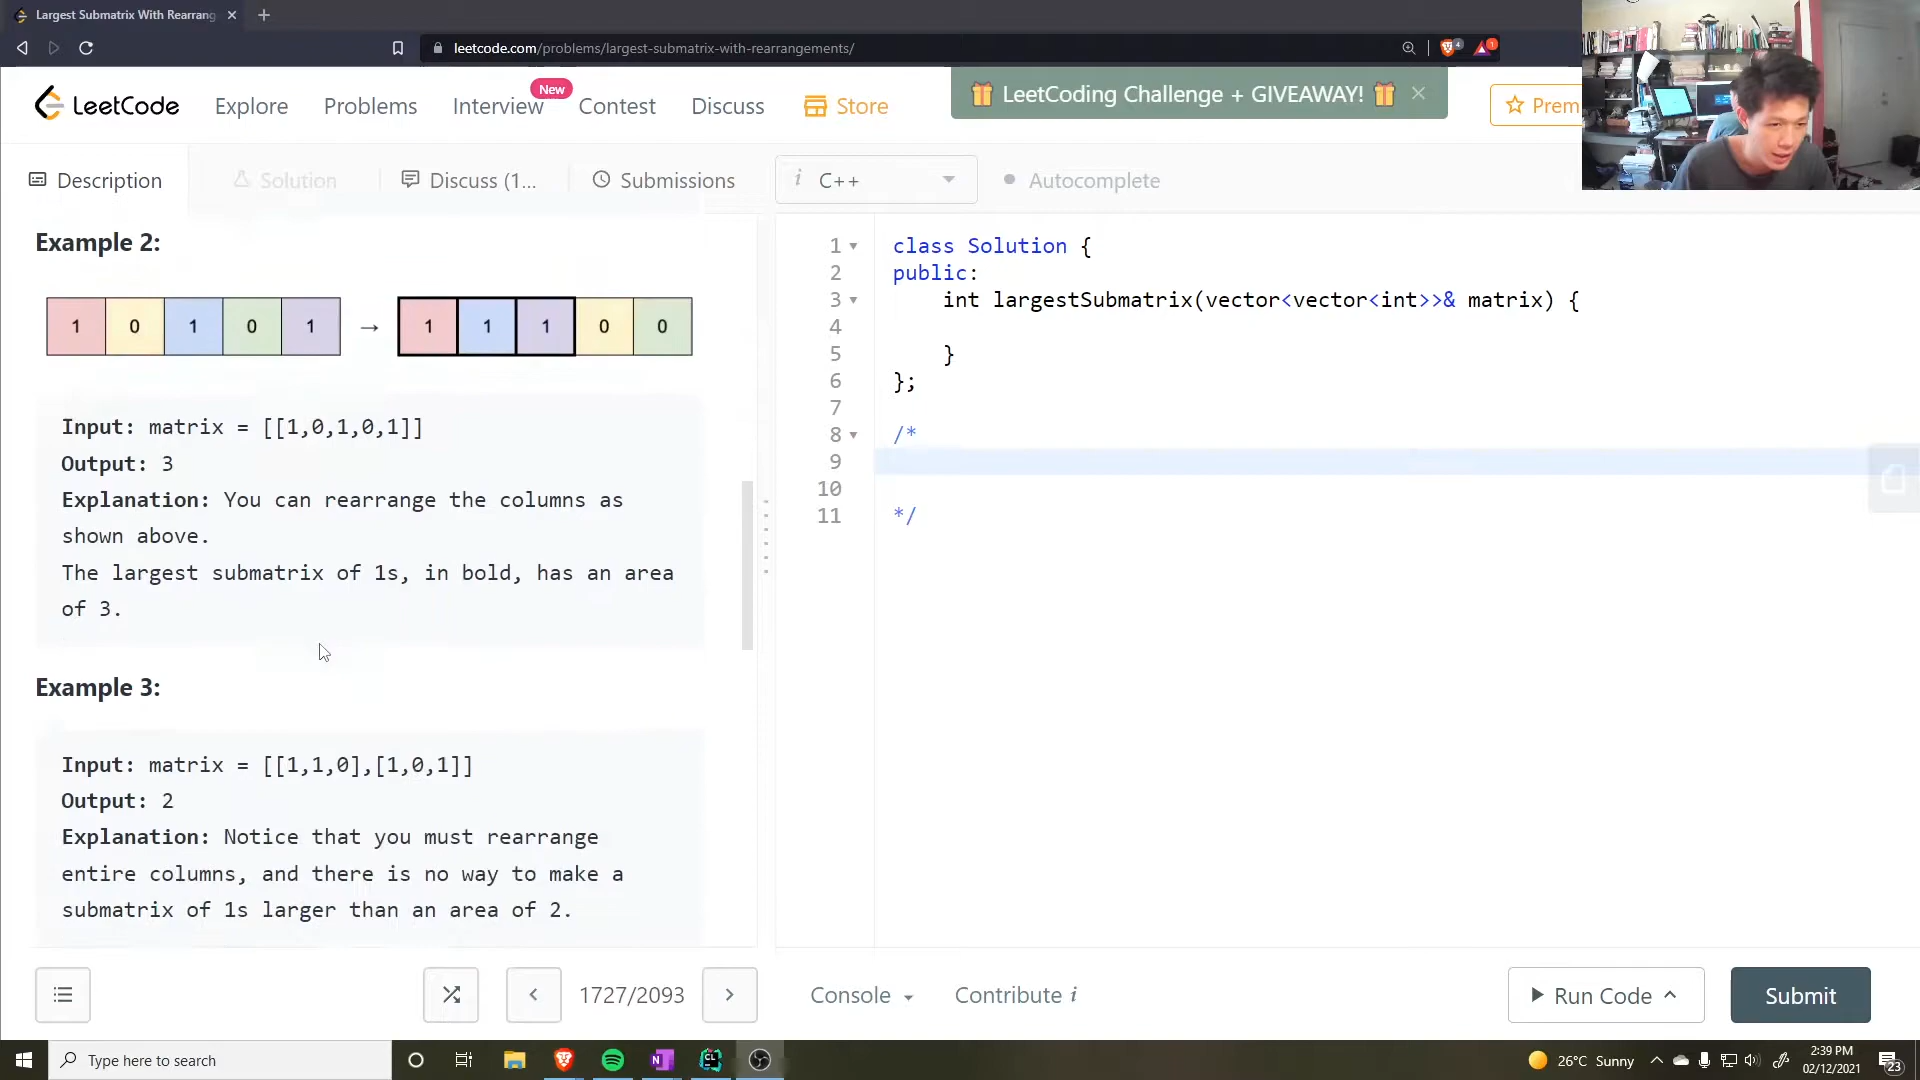 Largest Submatrix With Rearrang
leetcode.com/problems/largest-submatrix-with-rearrangements/
4
1
LeetCode
Explore
Problems
Interview
New
Contest
Discuss
Store
LeetCoding Challenge + GIVEAWAY!
Prem
Description
Solution
Discuss (1...
Submissions
i C++
Autocomplete
Example 2:
1 0 1 0 1 → 1 1 1 0 0
Input: matrix = [[1,0,1,0,1]]
Output: 3
Explanation: You can rearrange the columns as
shown above.
The largest submatrix of 1s, in bold, has an area
of 3.
Example 3:
Input: matrix = [[1,1,0],[1,0,1]]
Output: 2
Explanation: Notice that you must rearrange
entire columns, and there is no way to make a
submatrix of 1s larger than an area of 2.
1 class Solution {
2 public:
3 int largestSubmatrix(vector<vector<int>>& matrix) {
4
5 }
6 };
7
8 /*
9
10
11 */
1727/2093
Console
Contribute i
Run Code
Submit
Type here to search
N
CL
26°C Sunny
2:39 PM
02/12/2021
23